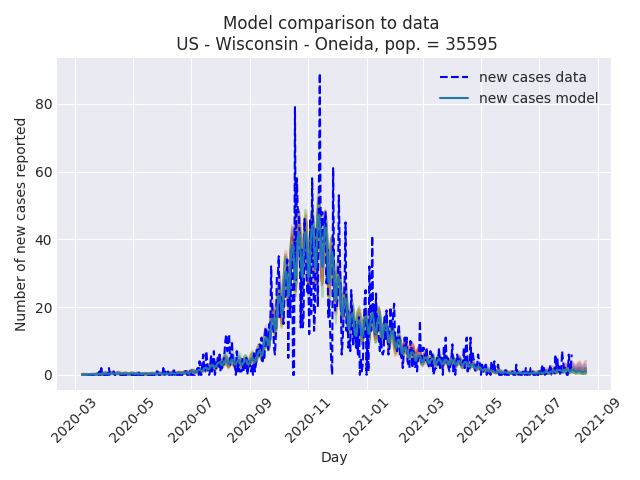 Model comparison to data
US - Wisconsin - Oneida, pop. = 35595
new cases data
new cases model
Number of new cases reported
80
60
40
20
0
2020-03
2020-05
2020-07
2020-09
2020-11
2021-01
2021-03
2021-05
2021-07
2021-09
Day